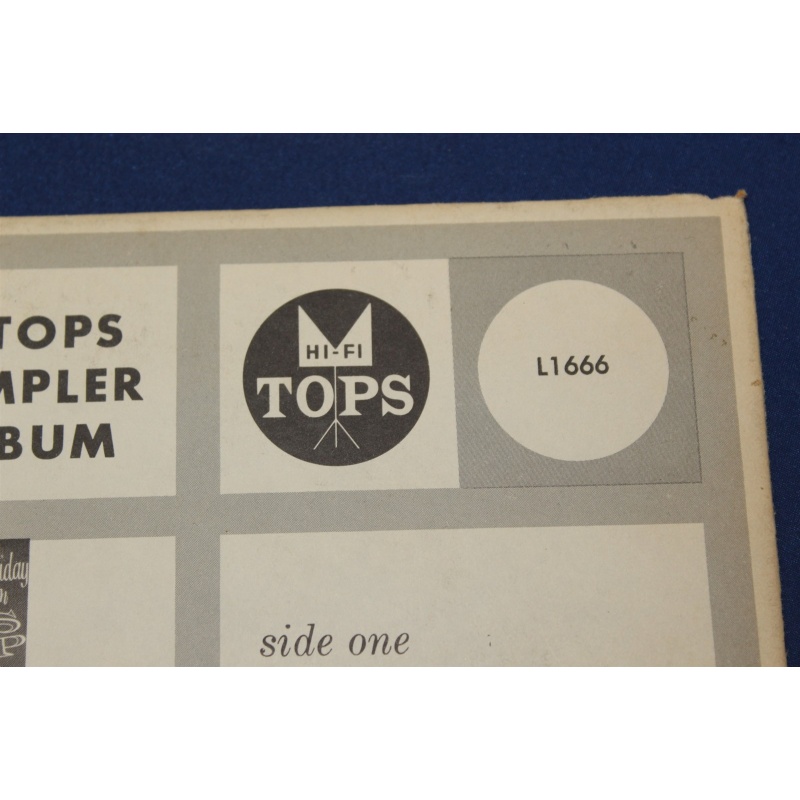 TOPS
MPLER
BUM
HI-FI
TOPS
L1666
side one